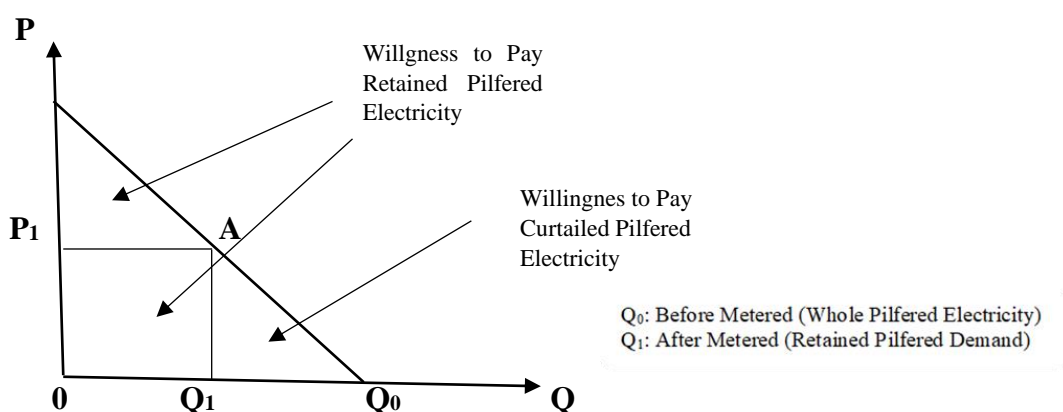 P
Willgness to Pay
Retained Pilfered
Electricity
Willingnes to Pay
Curtailed Pilfered
Electricity
P₁
A
Q₀: Before Metered (Whole Pilfered Electricity)
Q₁: After Metered (Retained Pilfered Demand)
0
Q₁
Q₀
Q